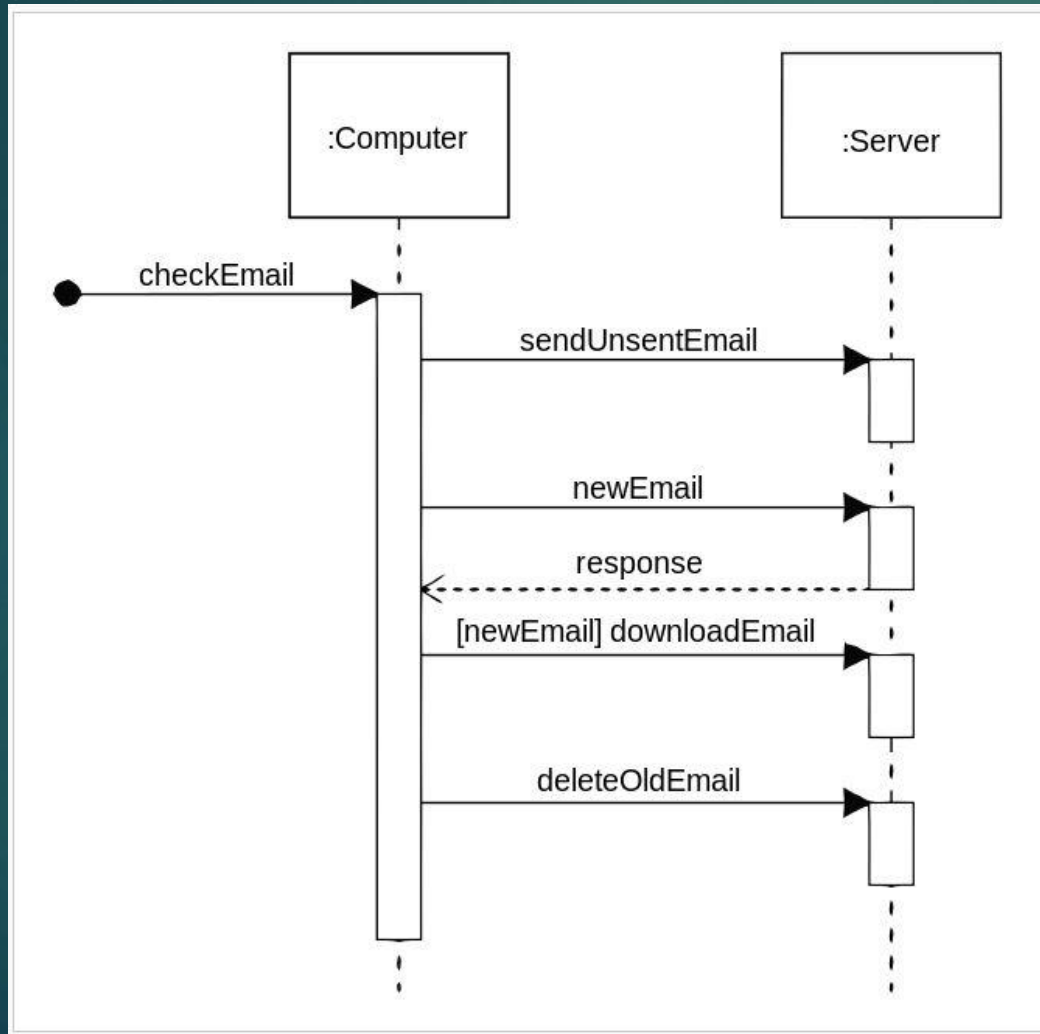 :Computer
:Server
checkEmail
sendUnsentEmail
newEmail
response
[newEmail] downloadEmail
deleteOldEmail